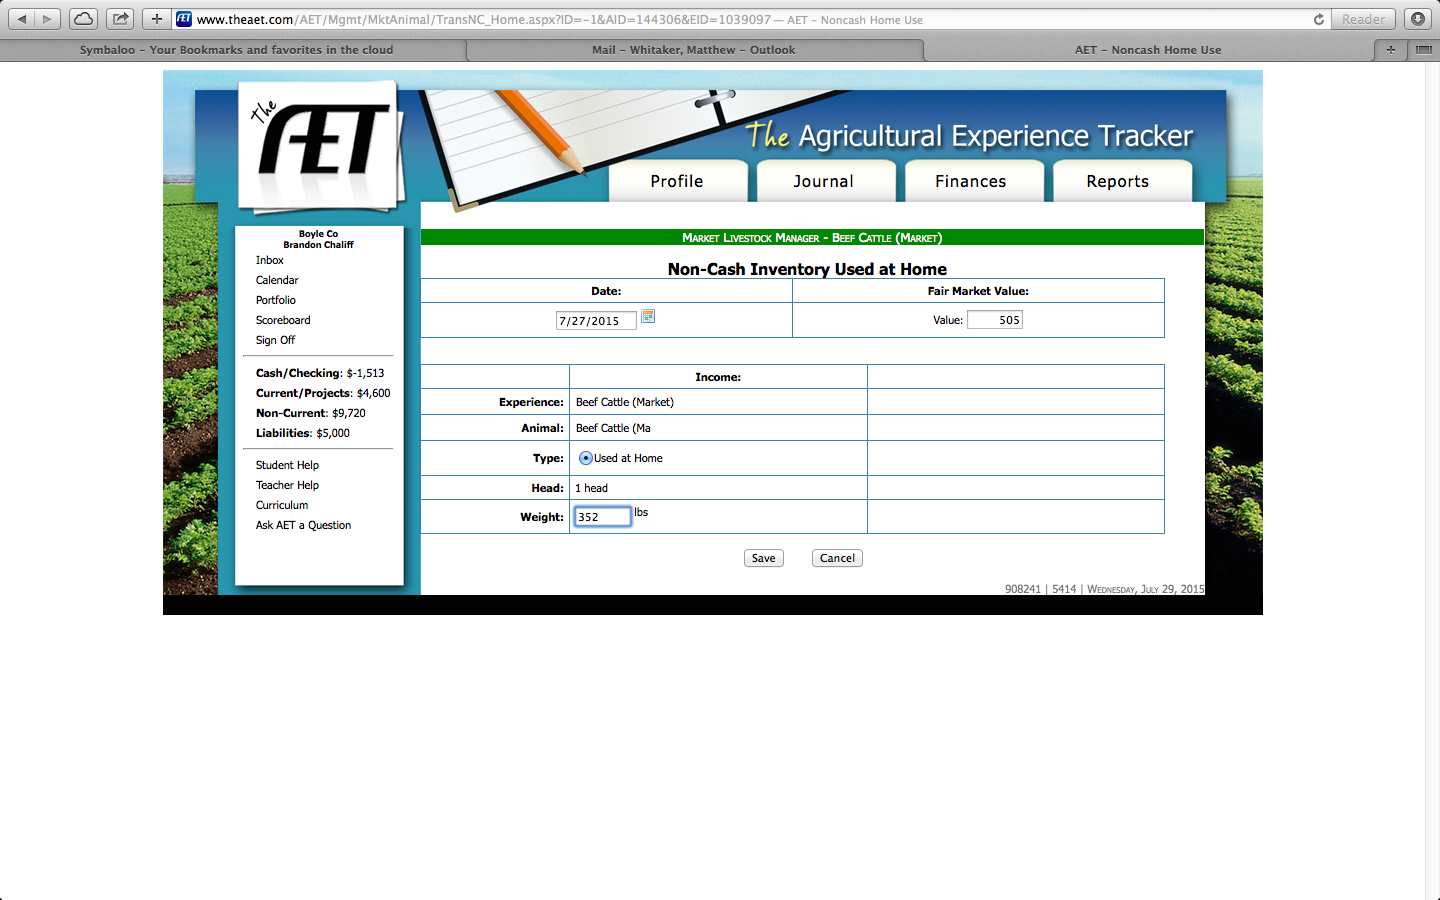 www.theaet.com/AET/Mgmt/MktAnimal/TransNC_Home.aspx?ID=-1&AID=144306&EID=1039097 — AET - Noncash Home Use
Reader
Symbaloo - Your Bookmarks and favorites in the cloud
Mail - Whitaker, Matthew - Outlook
AET - Noncash Home Use
The AET
The Agricultural Experience Tracker
Profile
Journal
Finances
Reports
Boyle Co
Brandon Chaliff
Inbox
Calendar
Portfolio
Scoreboard
Sign Off
Cash/Checking: $-1,513
Current/Projects: $4,600
Non-Current: $9,720
Liabilities: $5,000
Student Help
Teacher Help
Curriculum
Ask AET a Question
Market Livestock Manager - Beef Cattle (Market)
Non-Cash Inventory Used at Home
Date: Fair Market Value:
7/27/2015 Value: 505
Income:
Experience: Beef Cattle (Market)
Animal: Beef Cattle (Ma
Type: Used at Home
Head: 1 head
Weight: 352 lbs
Save Cancel
908241 | 5414 | Wednesday, July 29, 2015